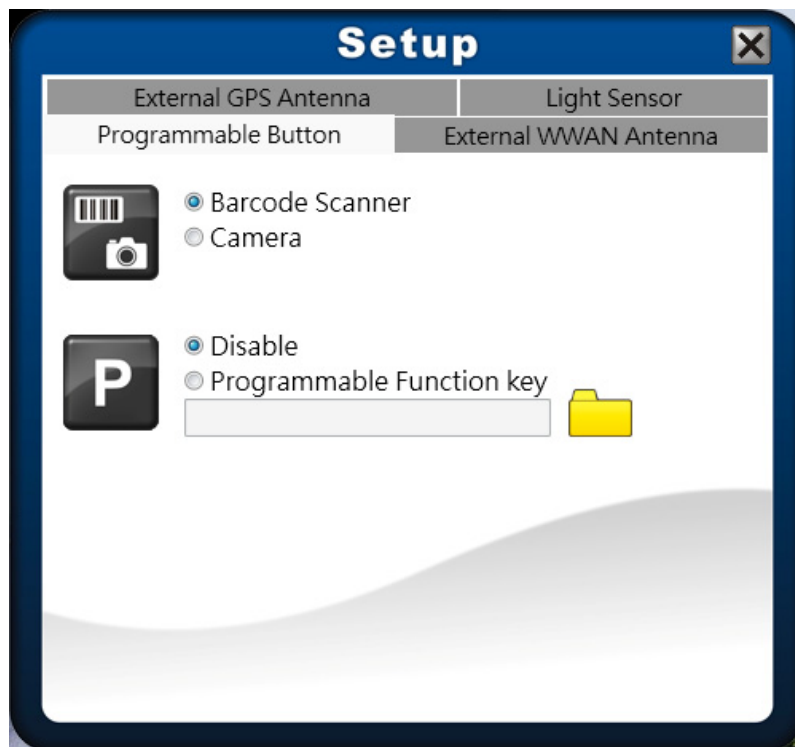 Setup
External GPS Antenna
Light Sensor
Programmable Button
External WWAN Antenna
Barcode Scanner
Camera
P
Disable
Programmable Function key